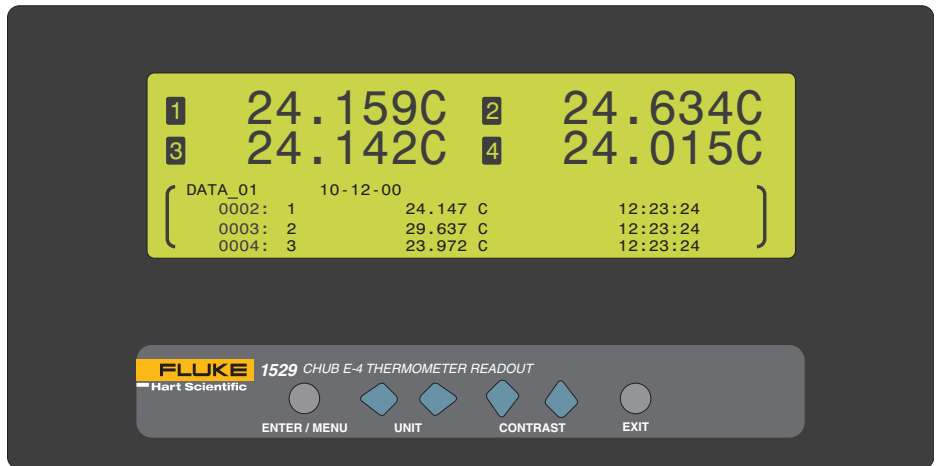 1 24.159C 2 24.634C
3 24.142C 4 24.015C
DATA_01 10-12-00
0002: 1 24.147 C 12:23:24
0003: 2 29.637 C 12:23:24
0004: 3 23.972 C 12:23:24
FLUKE 1529 CHUB E-4 THERMOMETER READOUT
Hart Scientific
ENTER / MENU UNIT CONTRAST EXIT